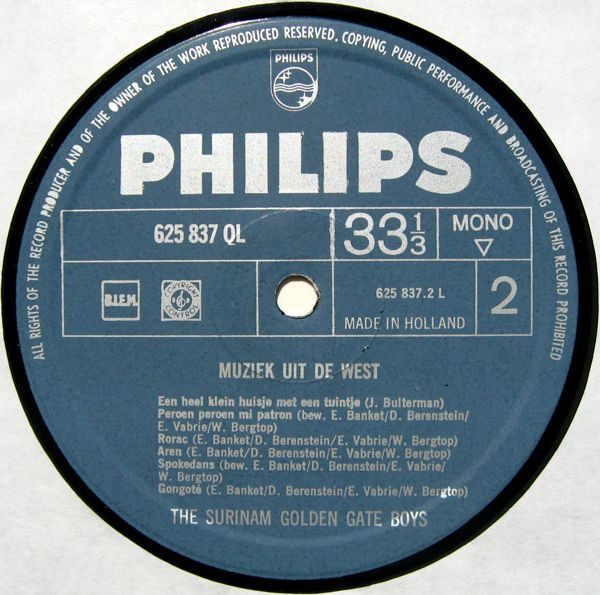 ALL RIGHTS OF THE RECORD PRODUCER AND OF THE OWNER OF THE WORK REPRODUCED RESERVED. COPYING, PUBLIC PERFORMANCE AND BROADCASTING OF THIS RECORD PROHIBITED
PHILIPS
PHILIPS
625 837 QL
33 1/3
MONO
B.I.E.M.
COPYRIGHT CONTROL
625 837.2 L
MADE IN HOLLAND
2
MUZIEK UIT DE WEST
Een heel klein huisje met een tuintje (J. Bulterman)
Peroen peroen mi patron (bew. E. Banket/D. Berenstein/
E. Vabrie/W. Bergtop)
Rorac (E. Banket/D. Berenstein/E. Vabrie/W. Bergtop)
Aren (E. Banket/D. Berenstein/E. Vabrie/W. Bergtop)
Spokedans (bew. E. Banket/D. Berenstein/E. Vabrie/
W. Bergtop)
Gongoté (E. Banket/D. Berenstein/E. Vabrie/W. Bergtop)
THE SURINAM GOLDEN GATE BOYS